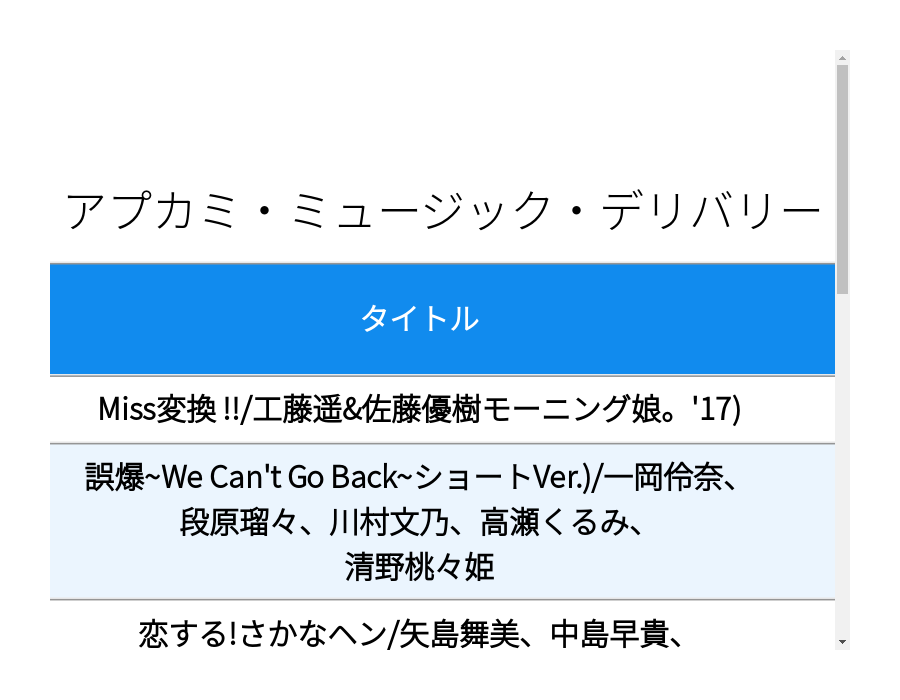 アプカミ・ミュージック・デリバリー
タイトル
Miss変換 !!/工藤遥&佐藤優樹モーニング娘。'17)
誤爆~We Can't Go Back~ショートVer.)/一岡伶奈、
段原瑠々、川村文乃、高瀬くるみ、
清野桃々姫
恋する!さかなヘン/矢島舞美、中島早貴、